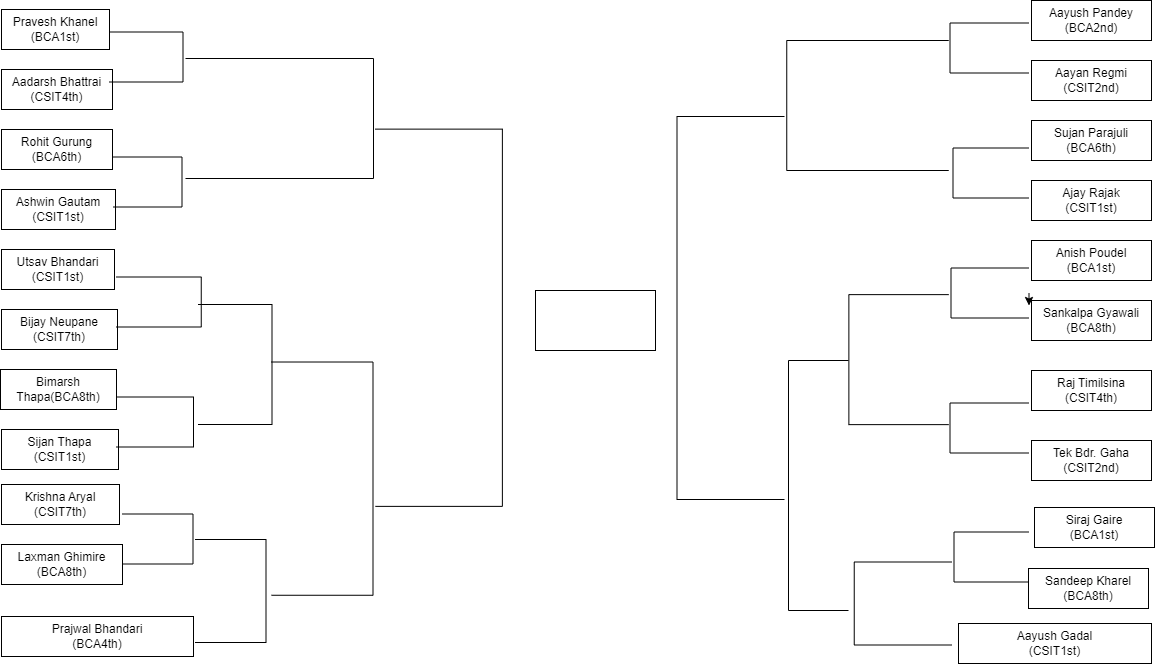 Pravesh Khanel
(BCA1st)
Aadarsh Bhattrai
(CSIT4th)
Rohit Gurung
(BCA6th)
Ashwin Gautam
(CSIT1st)
Utsav Bhandari
(CSIT1st)
Bijay Neupane
(CSIT7th)
Bimarsh
Thapa(BCA8th)
Sijan Thapa
(CSIT1st)
Krishna Aryal
(CSIT7th)
Laxman Ghimire
(BCA8th)
Prajwal Bhandari
(BCA4th)
Aayush Pandey
(BCA2nd)
Aayan Regmi
(CSIT2nd)
Sujan Parajuli
(BCA6th)
Ajay Rajak
(CSIT1st)
Anish Poudel
(BCA1st)
Sankalpa Gyawali
(BCA8th)
Raj Timilsina
(CSIT4th)
Tek Bdr. Gaha
(CSIT2nd)
Siraj Gaire
(BCA1st)
Sandeep Kharel
(BCA8th)
Aayush Gadal
(CSIT1st)